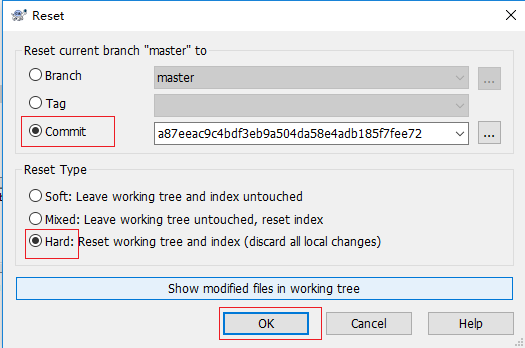 Reset
Reset current branch "master" to
Branch
master
...
Tag
Commit
a87eeac9c4bdf3eb9a504da58e4adb185f7fee72
...
Reset Type
Soft: Leave working tree and index untouched
Mixed: Leave working tree untouched, reset index
Hard: Reset working tree and index (discard all local changes)
Show modified files in working tree
OK
Cancel
Help